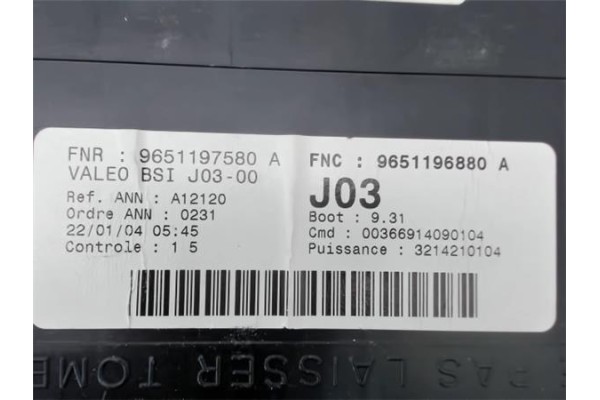 FNR : 9651197580 A
VALEO BSI J03-00
Ref. ANN : A12120
Ordre ANN : 0231
22/01/04 05:45
Controle : 1 5
FNC : 9651196880 A
J03
Boot : 9.31
Cmd : 00366914090104
Puissance : 3214210104
PAS LAISSER TOMB